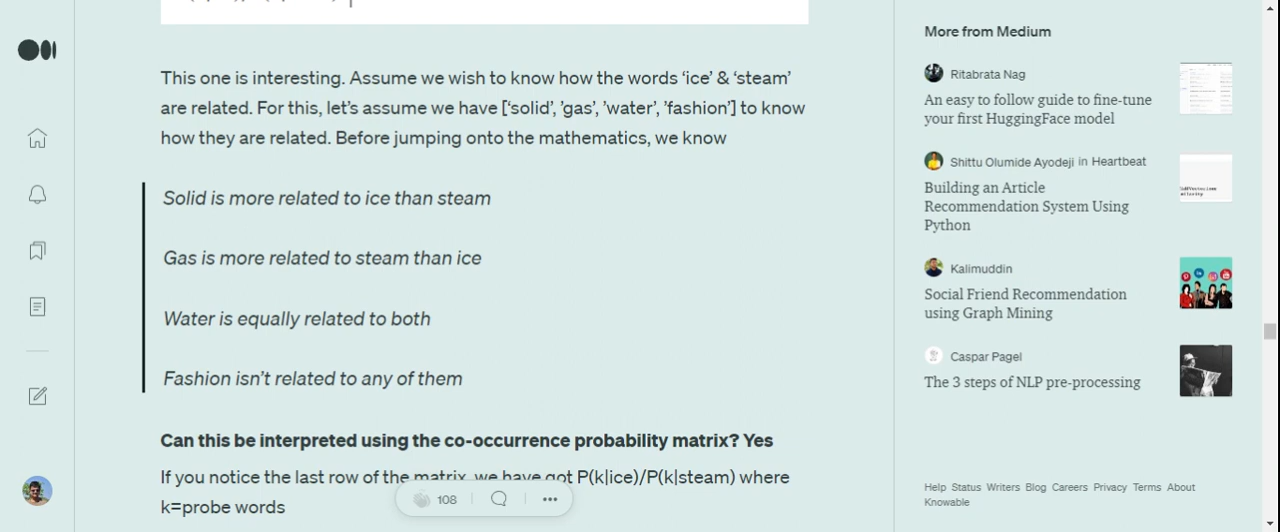 This one is interesting. Assume we wish to know how the words ‘ice’ & ‘steam’
are related. For this, let’s assume we have [‘solid’, ’gas’, ’water’, ’fashion’] to know
how they are related. Before jumping onto the mathematics, we know
Solid is more related to ice than steam
Gas is more related to steam than ice
Water is equally related to both
Fashion isn’t related to any of them
Can this be interpreted using the co-occurrence probability matrix? Yes
If you notice the last row of the matrix, we have got P(k|ice)/P(k|steam) where
k=probe words
108
More from Medium
Ritabrata Nag
An easy to follow guide to fine-tune
your first HuggingFace model
Shittu Olumide Ayodeji in Heartbeat
Building an Article
Recommendation System Using
Python
Kalimuddin
Social Friend Recommendation
using Graph Mining
Caspar Pagel
The 3 steps of NLP pre-processing
Help Status Writers Blog Careers Privacy Terms About
Knowable